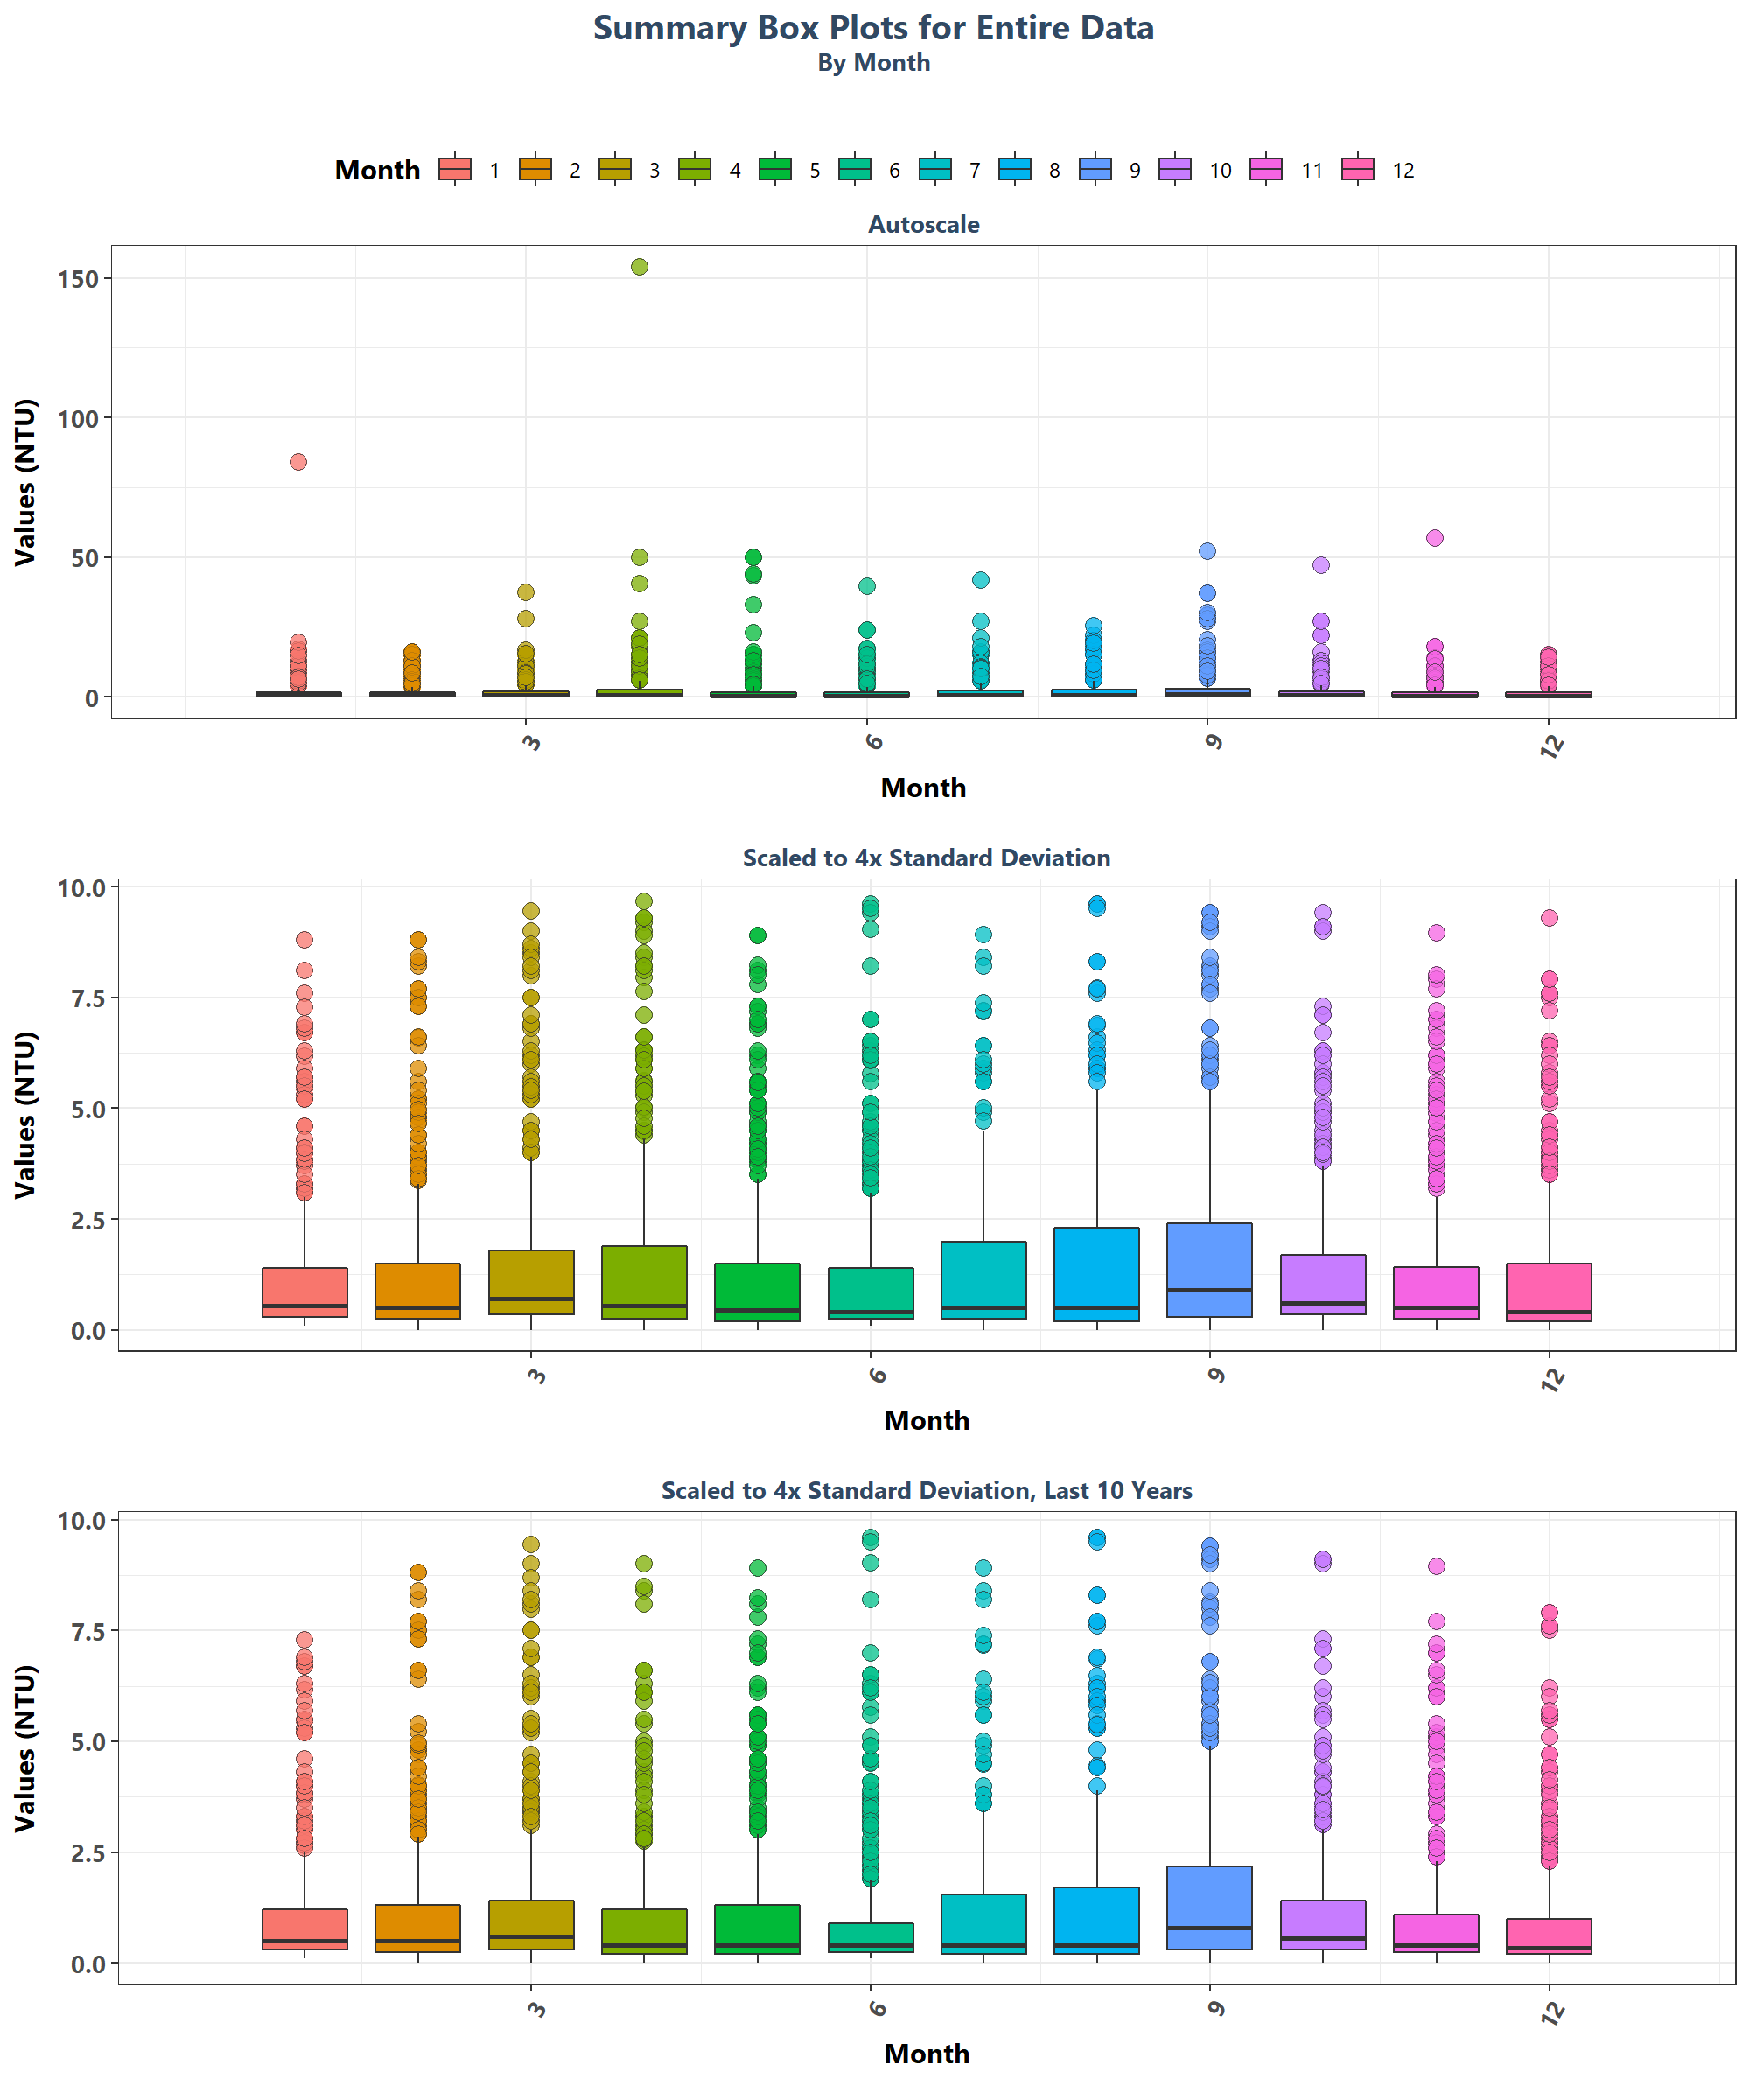 Summary Box Plots for Entire Data
By Month
Month 1 2 3 4 5 6 7 8 9 10 11 12
Autoscale
Values (NTU)
150
100
50
0
3 6 9 12
Month
Scaled to 4x Standard Deviation
Values (NTU)
10.0
7.5
5.0
2.5
0.0
3 6 9 12
Month
Scaled to 4x Standard Deviation, Last 10 Years
Values (NTU)
10.0
7.5
5.0
2.5
0.0
3 6 9 12
Month